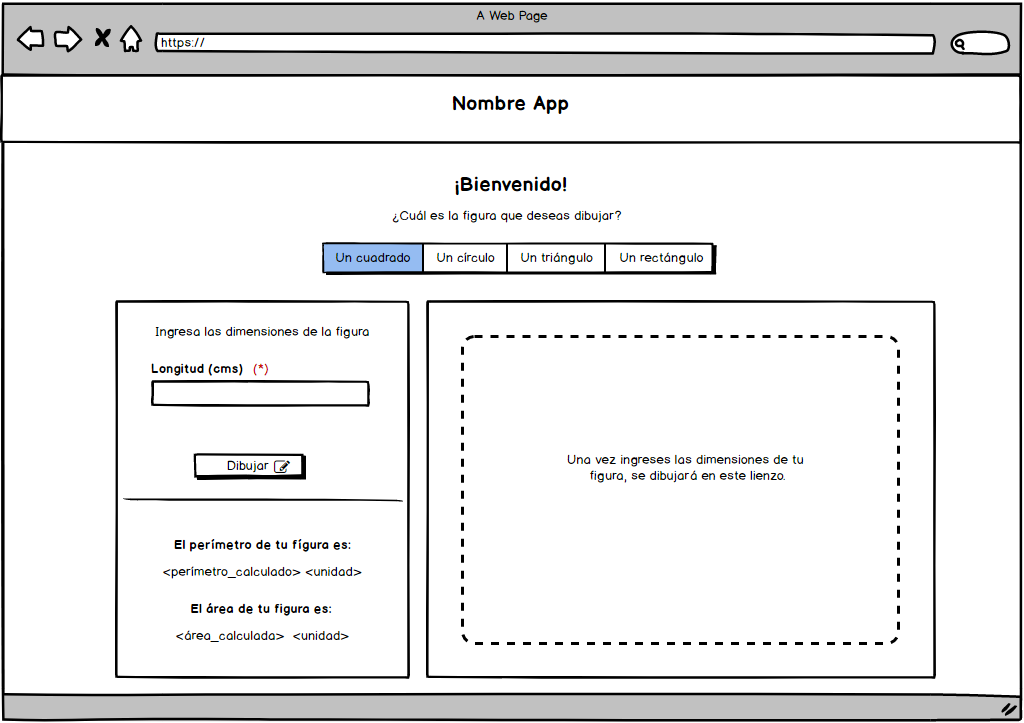 A Web Page
https://
Nombre App
¡Bienvenido!
¿Cuál es la figura que deseas dibujar?
Un cuadrado Un círculo Un triángulo Un rectángulo
Ingresa las dimensiones de la figura
Longitud (cms) (*)
Dibujar
El perímetro de tu fígura es:
<perímetro_calculado> <unidad>
El área de tu figura es:
<área_calculada> <unidad>
Una vez ingreses las dimensiones de tu
figura, se dibujará en este lienzo.